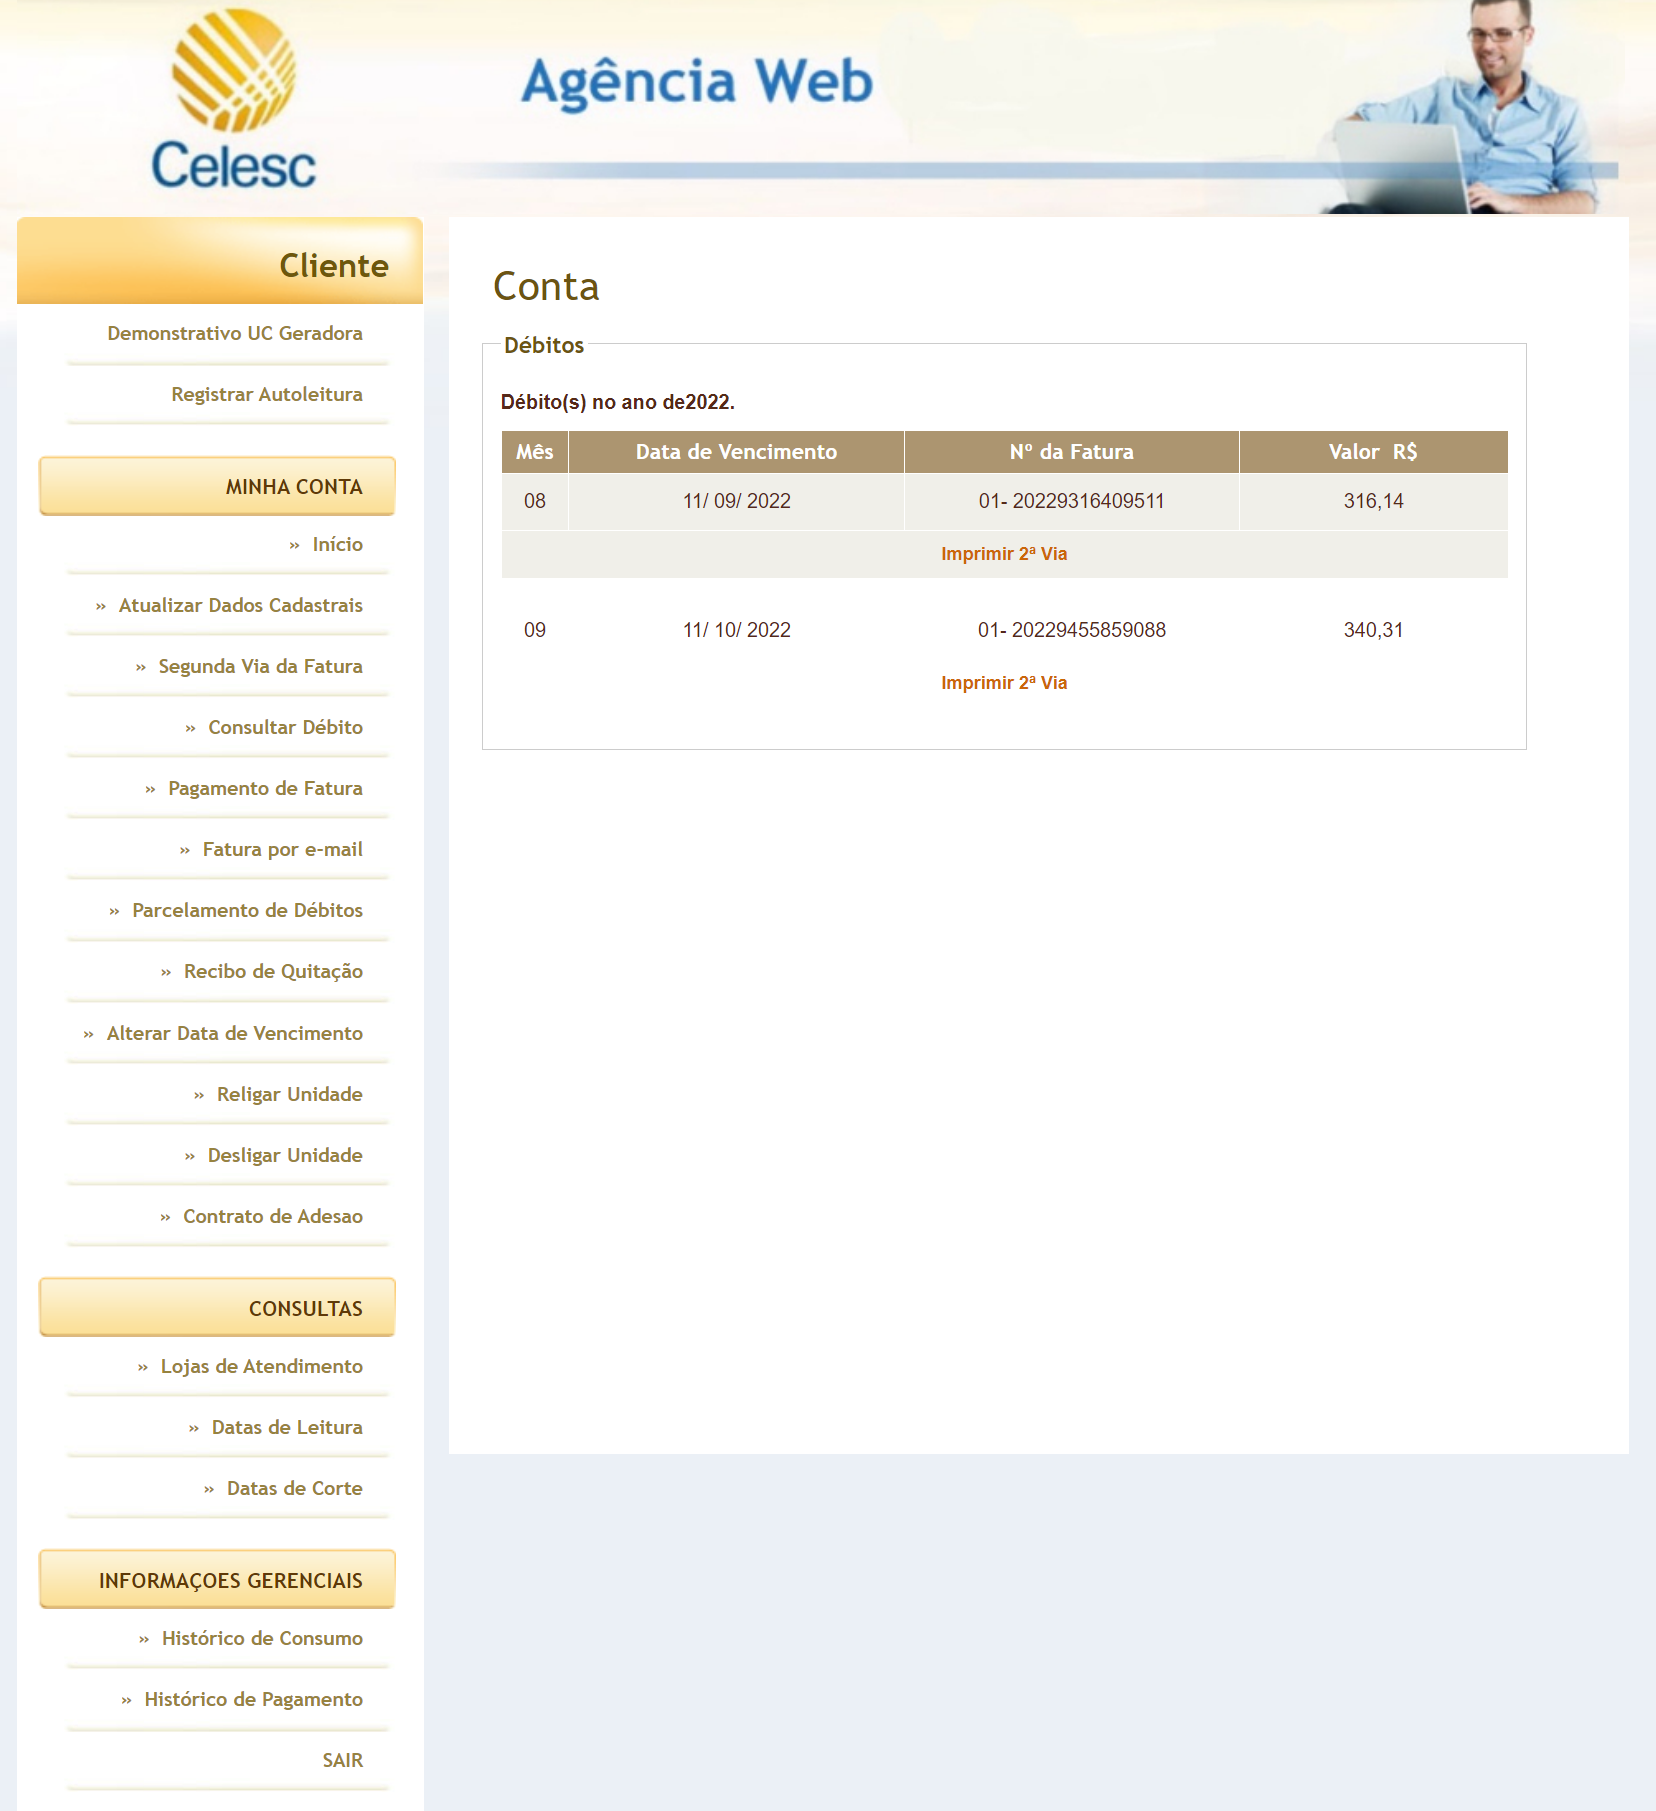 Celesc
Agência Web
Cliente
Demonstrativo UC Geradora
Registrar Autoleitura
MINHA CONTA
» Início
» Atualizar Dados Cadastrais
» Segunda Via da Fatura
» Consultar Débito
» Pagamento de Fatura
» Fatura por e-mail
» Parcelamento de Débitos
» Recibo de Quitação
» Alterar Data de Vencimento
» Religar Unidade
» Desligar Unidade
» Contrato de Adesao
CONSULTAS
» Lojas de Atendimento
» Datas de Leitura
» Datas de Corte
INFORMAÇOES GERENCIAIS
» Histórico de Consumo
» Histórico de Pagamento
SAIR
Conta
Débitos
Débito(s) no ano de2022.
Mês Data de Vencimento Nº da Fatura Valor R$
08 11/ 09/ 2022 01- 20229316409511 316,14
Imprimir 2ª Via
09 11/ 10/ 2022 01- 20229455859088 340,31
Imprimir 2ª Via